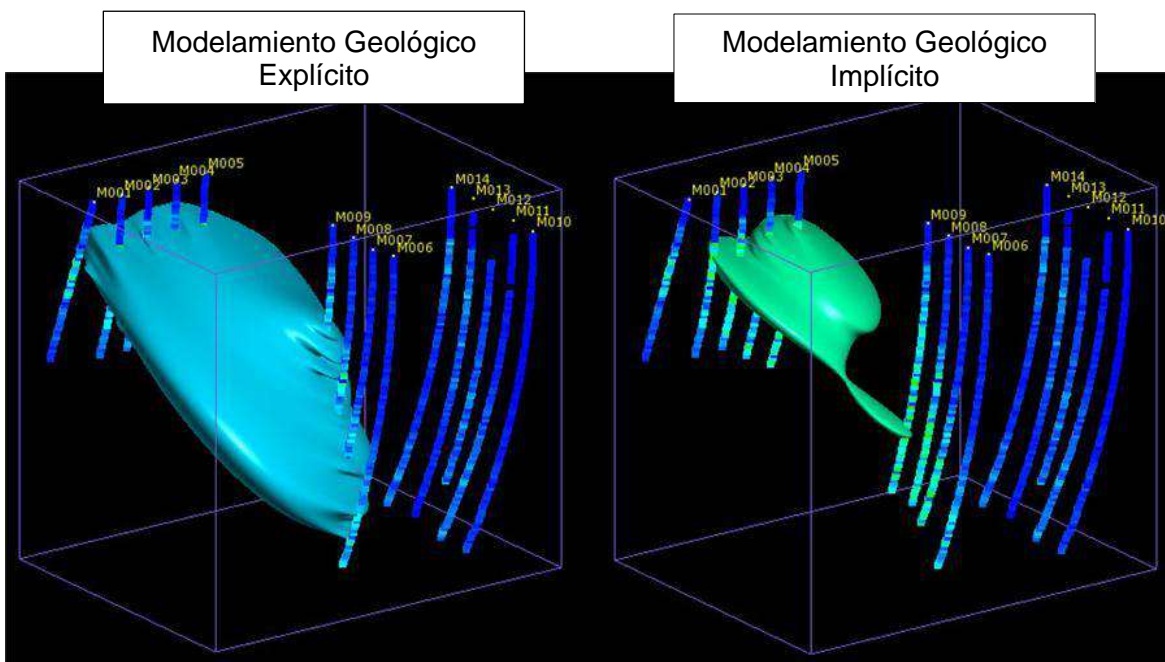 Modelamiento Geológico
Explícito
M001
M002
M003
M004
M005
M009
M008
M007
M006
M014
M013
M012
M011
M010
Modelamiento Geológico
Implícito
M001
M002
M003
M004
M005
M009
M008
M007
M006
M014
M013
M012
M011
M010